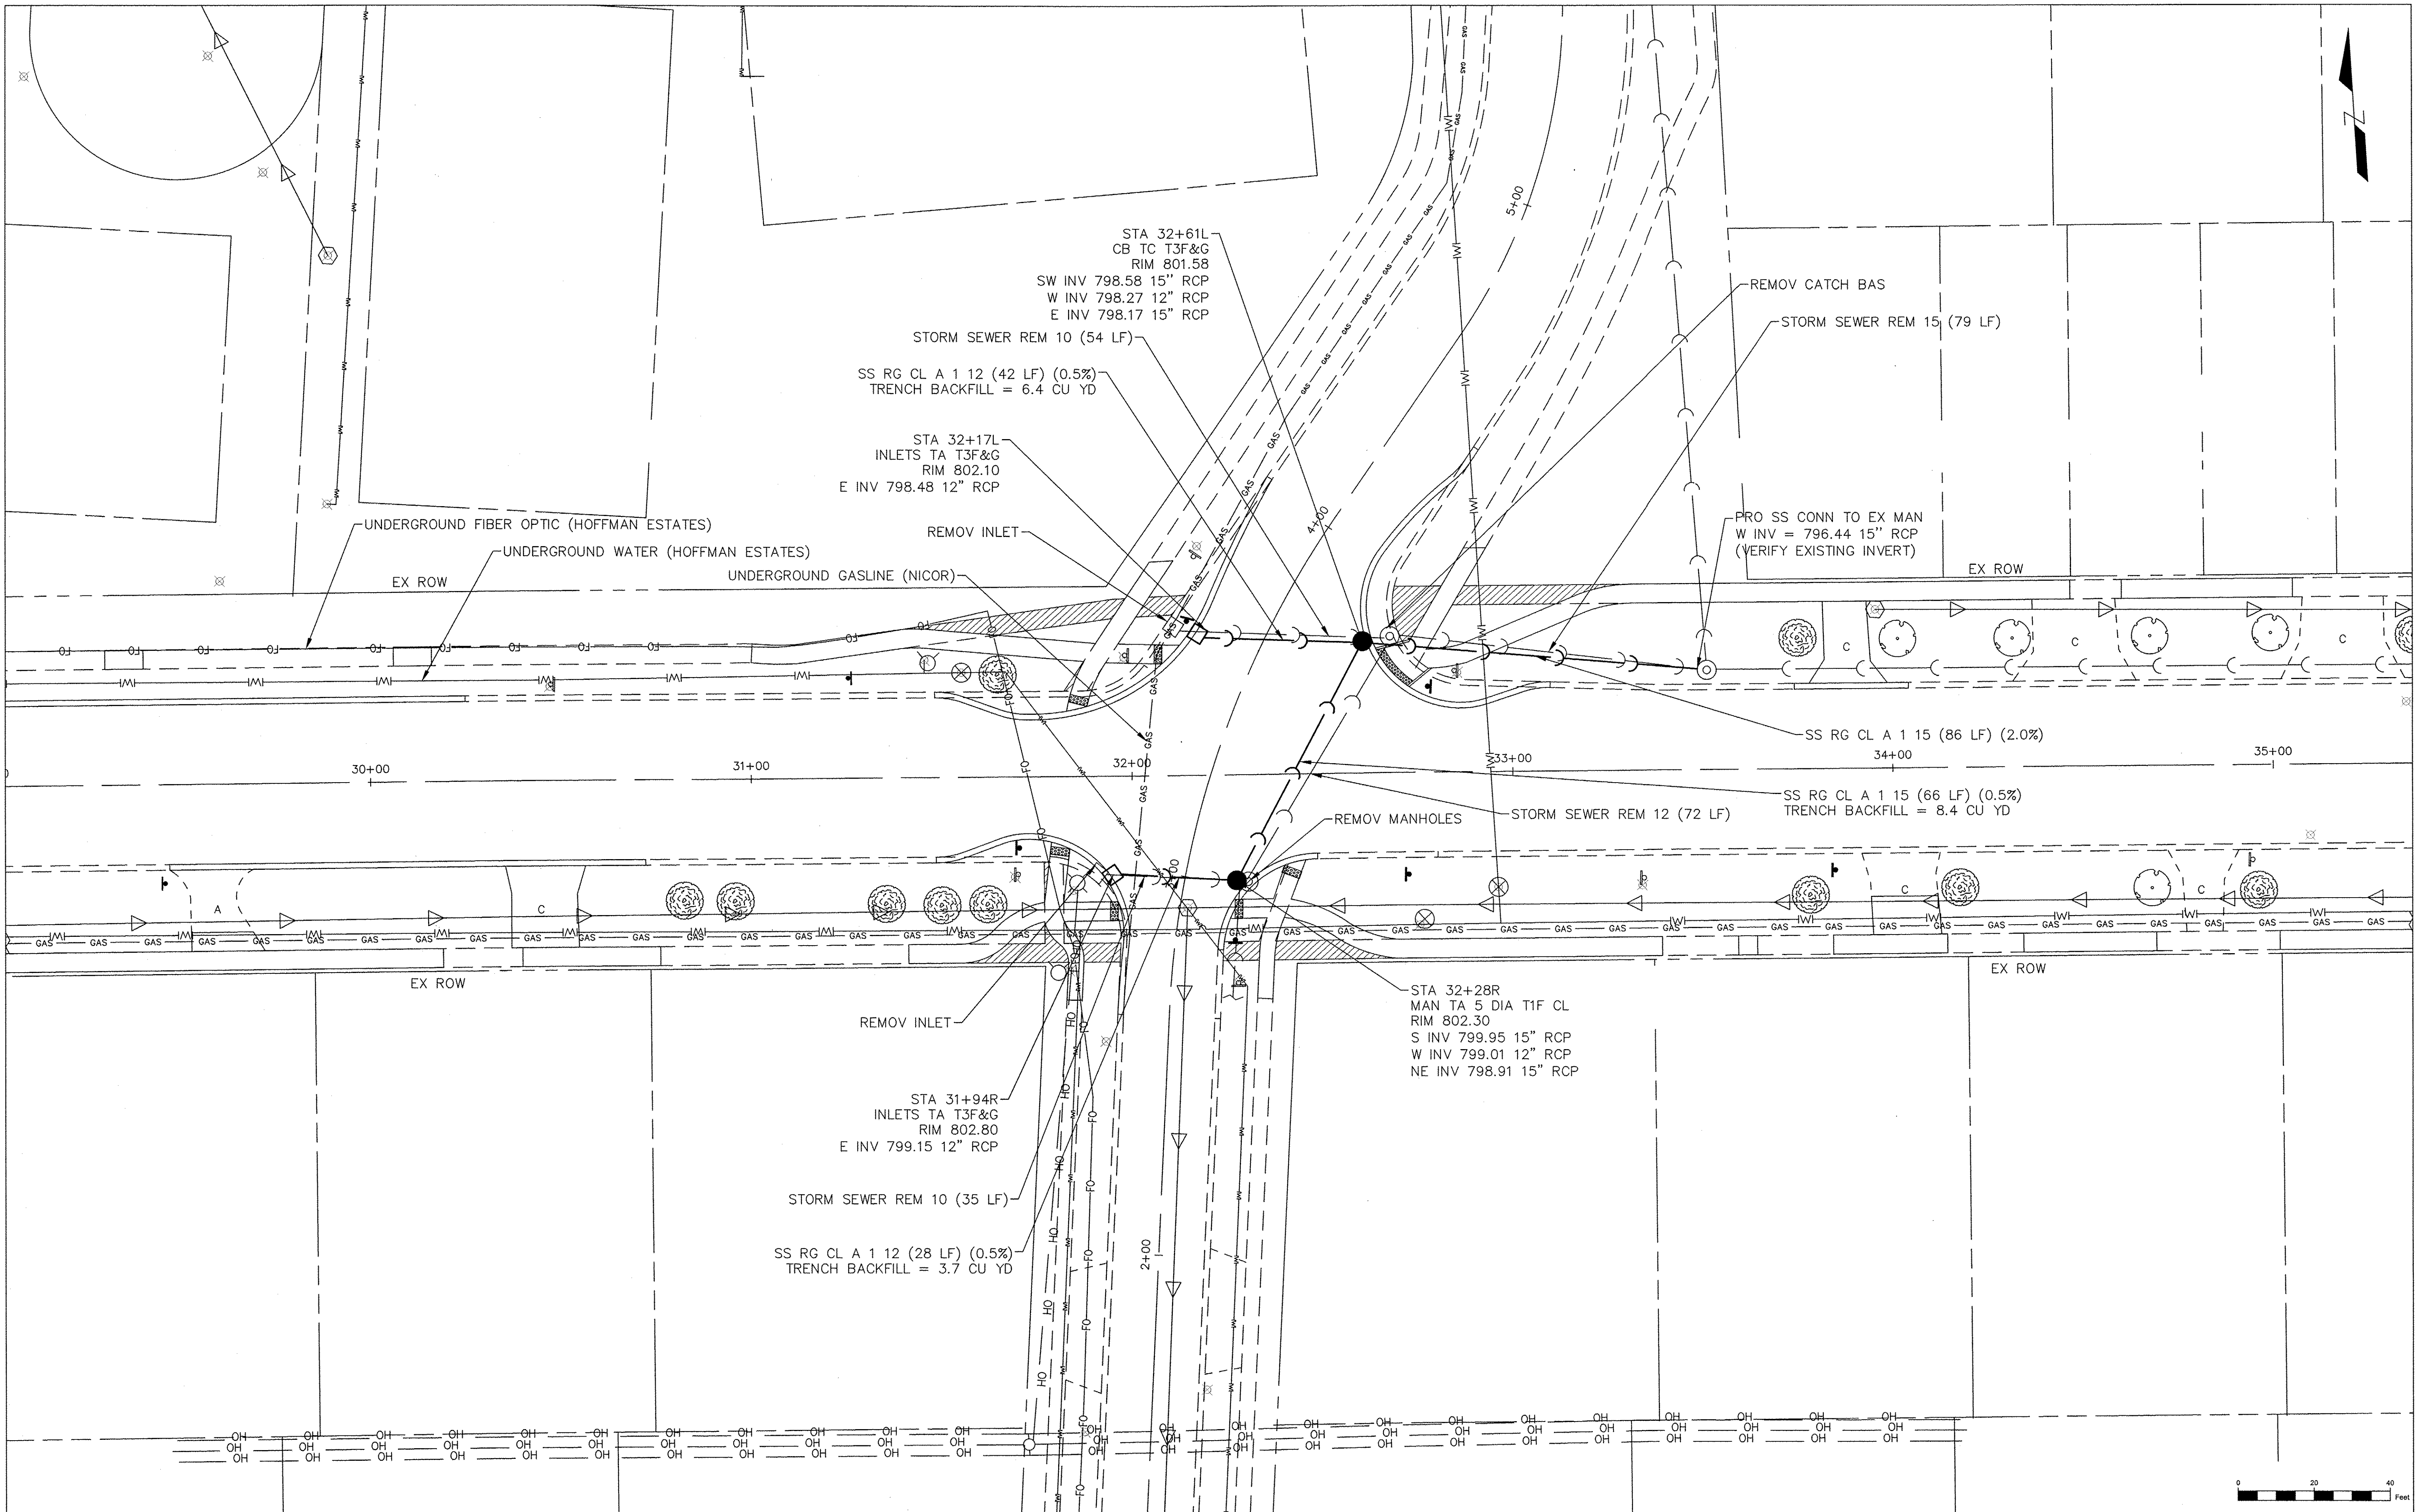 STA 32+61L
CB TC T3F&G
RIM 801.58
SW INV 798.58 15" RCP
W INV 798.27 12" RCP
E INV 798.17 15" RCP
STORM SEWER REM 10 (54 LF)
SS RG CL A 1 12 (42 LF) (0.5%)
TRENCH BACKFILL = 6.4 CU YD
STA 32+17L
INLETS TA T3F&G
RIM 802.10
E INV 798.48 12" RCP
REMOV INLET
UNDERGROUND FIBER OPTIC (HOFFMAN ESTATES)
UNDERGROUND WATER (HOFFMAN ESTATES)
UNDERGROUND GASLINE (NICOR)
EX ROW
5+00
4+00
REMOV CATCH BAS
STORM SEWER REM 15 (79 LF)
PRO SS CONN TO EX MAN
W INV = 796.44 15" RCP
(VERIFY EXISTING INVERT)
EX ROW
C
C
C
SS RG CL A 1 15 (86 LF) (2.0%)
30+00
31+00
32+00
33+00
34+00
35+00
SS RG CL A 1 15 (66 LF) (0.5%)
TRENCH BACKFILL = 8.4 CU YD
STORM SEWER REM 12 (72 LF)
REMOV MANHOLES
A
C
C
C
EX ROW
EX ROW
REMOV INLET
STA 32+28R
MAN TA 5 DIA T1F CL
RIM 802.30
S INV 799.95 15" RCP
W INV 799.01 12" RCP
NE INV 798.91 15" RCP
STA 31+94R
INLETS TA T3F&G
RIM 802.80
E INV 799.15 12" RCP
STORM SEWER REM 10 (35 LF)
SS RG CL A 1 12 (28 LF) (0.5%)
TRENCH BACKFILL = 3.7 CU YD
2+00
GAS
FO
OH
W
0 20 40
Feet